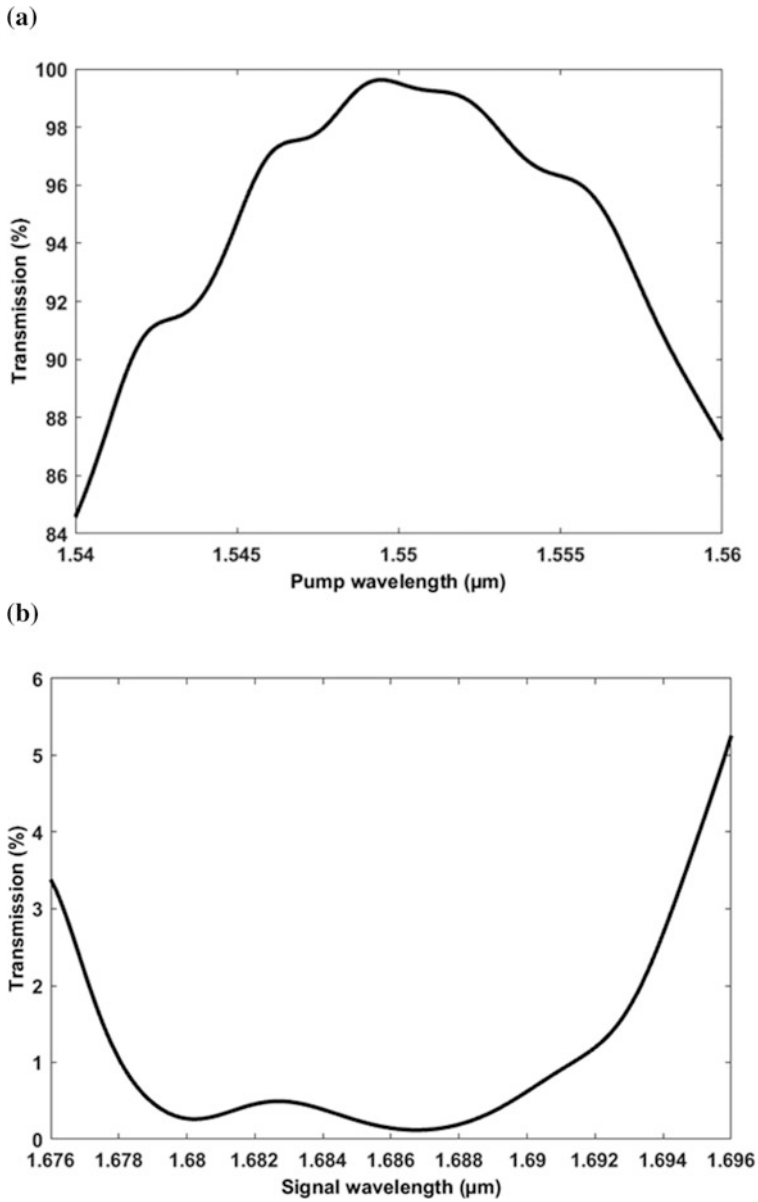 (a)
100
98
96
94
92
90
88
86
84
Transmission (%)
1.54 1.545 1.55 1.555 1.56
Pump wavelength (µm)
(b)
6
5
4
3
2
1
0
Transmission (%)
1.676 1.678 1.68 1.682 1.684 1.686 1.688 1.69 1.692 1.694 1.696
Signal wavelength (µm)